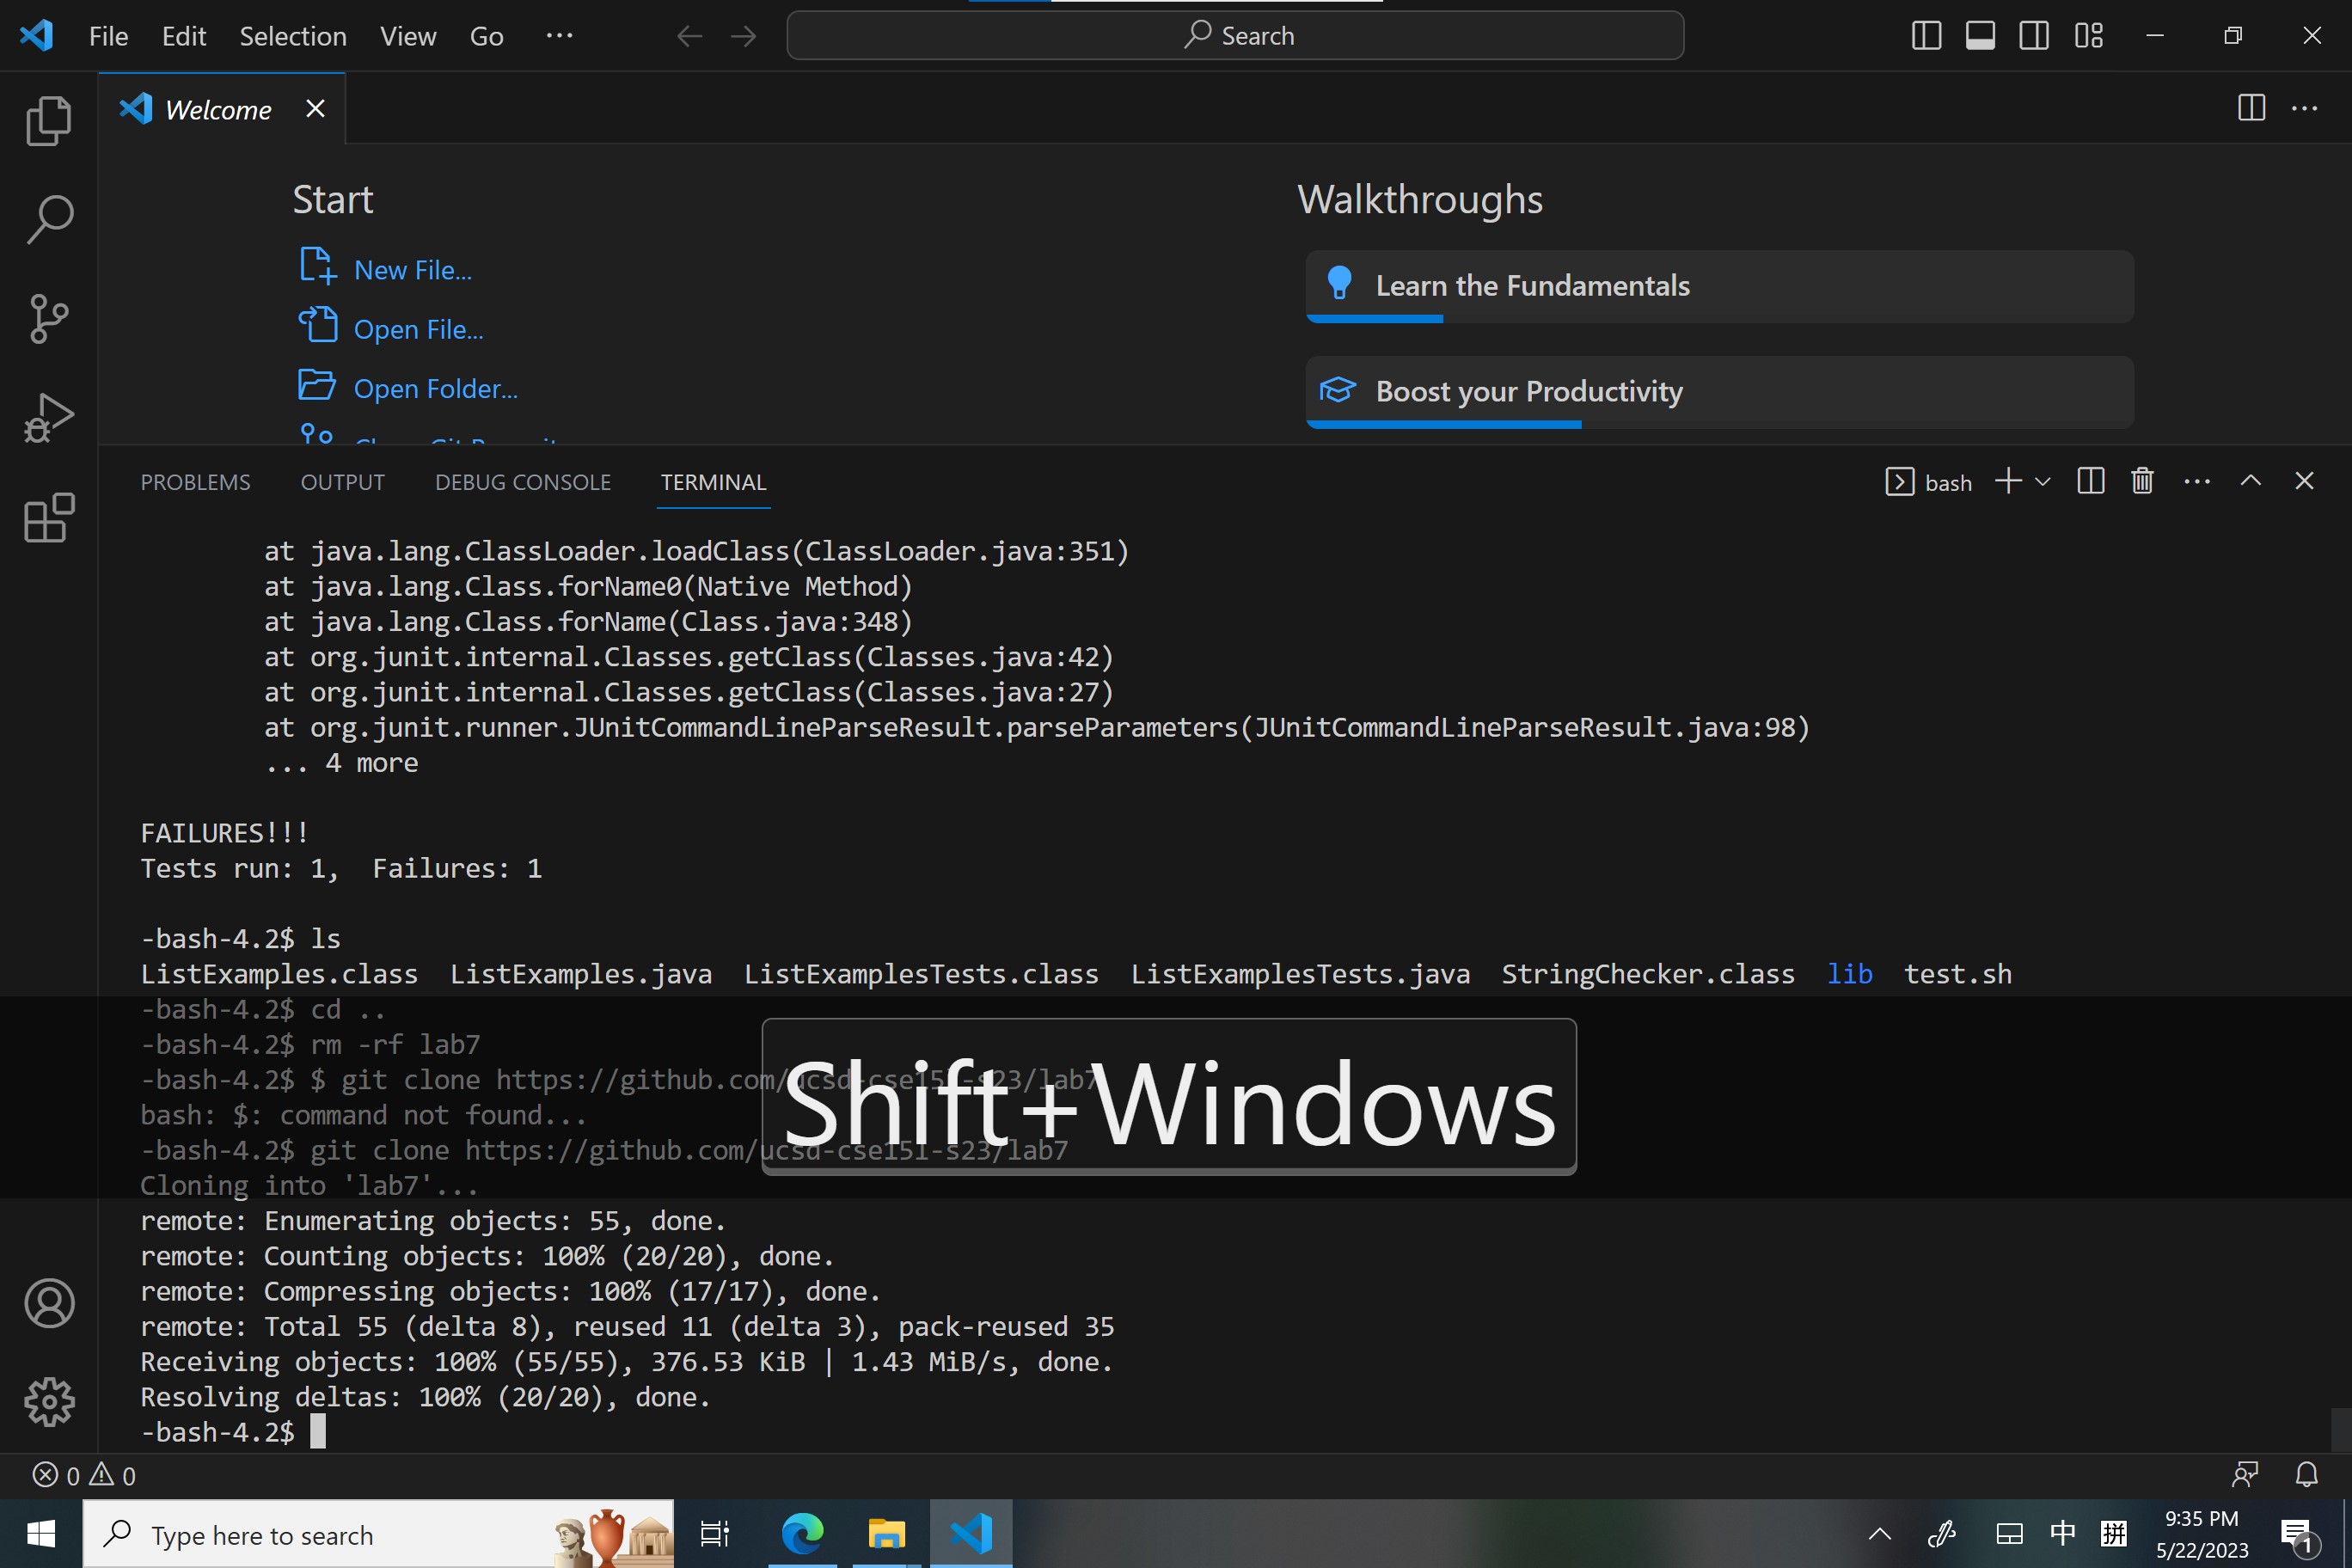 File Edit Selection View Go ... Search
Welcome
Start
Walkthroughs
New File...
Learn the Fundamentals
Open File...
Open Folder...
Boost your Productivity
PROBLEMS OUTPUT DEBUG CONSOLE TERMINAL bash
at java.lang.ClassLoader.loadClass(ClassLoader.java:351)
at java.lang.Class.forName0(Native Method)
at java.lang.Class.forName(Class.java:348)
at org.junit.internal.Classes.getClass(Classes.java:42)
at org.junit.internal.Classes.getClass(Classes.java:27)
at org.junit.runner.JUnitCommandLineParseResult.parseParameters(JUnitCommandLineParseResult.java:98)
... 4 more
FAILURES!!!
Tests run: 1,  Failures: 1
-bash-4.2$ ls
ListExamples.class  ListExamples.java  ListExamplesTests.class  ListExamplesTests.java  StringChecker.class  lib  test.sh
-bash-4.2$ cd ..
-bash-4.2$ rm -rf lab7
-bash-4.2$ $ git clone https://github.com/ucsd-cse15l-s23/lab7
bash: $: command not found...
-bash-4.2$ git clone https://github.com/ucsd-cse15l-s23/lab7
Cloning into 'lab7'...
Shift+Windows
remote: Enumerating objects: 55, done.
remote: Counting objects: 100% (20/20), done.
remote: Compressing objects: 100% (17/17), done.
remote: Total 55 (delta 8), reused 11 (delta 3), pack-reused 35
Receiving objects: 100% (55/55), 376.53 KiB | 1.43 MiB/s, done.
Resolving deltas: 100% (20/20), done.
-bash-4.2$
0 0
Type here to search
中 拼
9:35 PM
5/22/2023
1